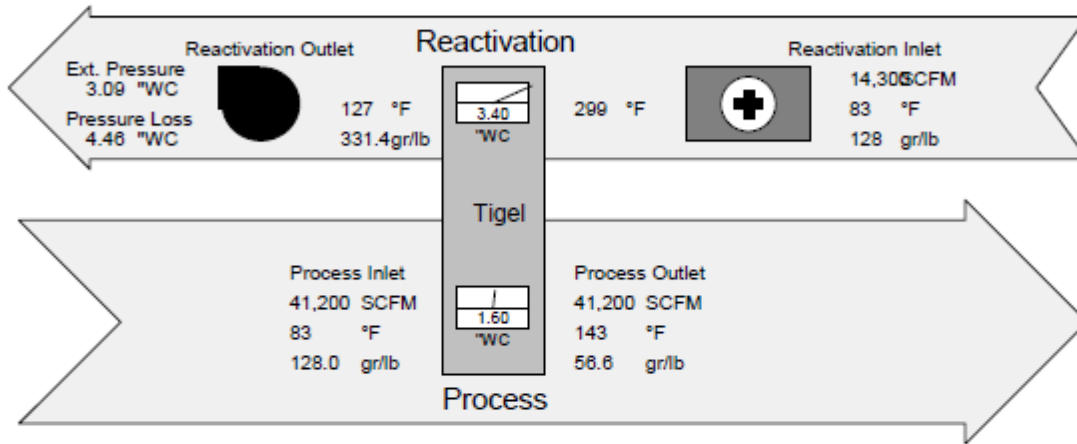 Reactivation
Reactivation Outlet
Reactivation Inlet
Ext. Pressure
3.09 "WC
Pressure Loss
4.46 "WC
127 °F
331.4gr/lb
3.40
"WC
299 °F
14,300SCFM
83 °F
128 gr/lb
Tigel
Process Inlet
41,200 SCFM
83 °F
128.0 gr/lb
1.60
"WC
Process Outlet
41,200 SCFM
143 °F
56.6 gr/lb
Process